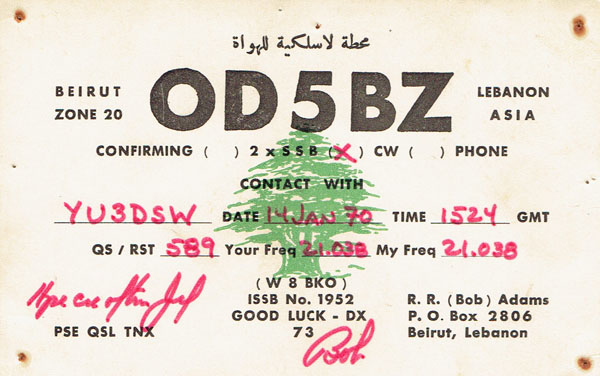 محطة لاسلكية للهواة
BEIRUT OD5BZ LEBANON
ZONE 20 ASIA
CONFIRMING ( ) 2 x SSB (X) CW ( ) PHONE
CONTACT WITH
YU3DSW DATE 14 JAN 70 TIME 1524 GMT
QS / RST 589 Your Freq 21.038 My Freq 21.038
(W 8 BKO)
ISSB No. 1952 R. R. (Bob) Adams
GOOD LUCK - DX P. O. Box 2806
PSE QSL TNX 73 Beirut, Lebanon
Bob